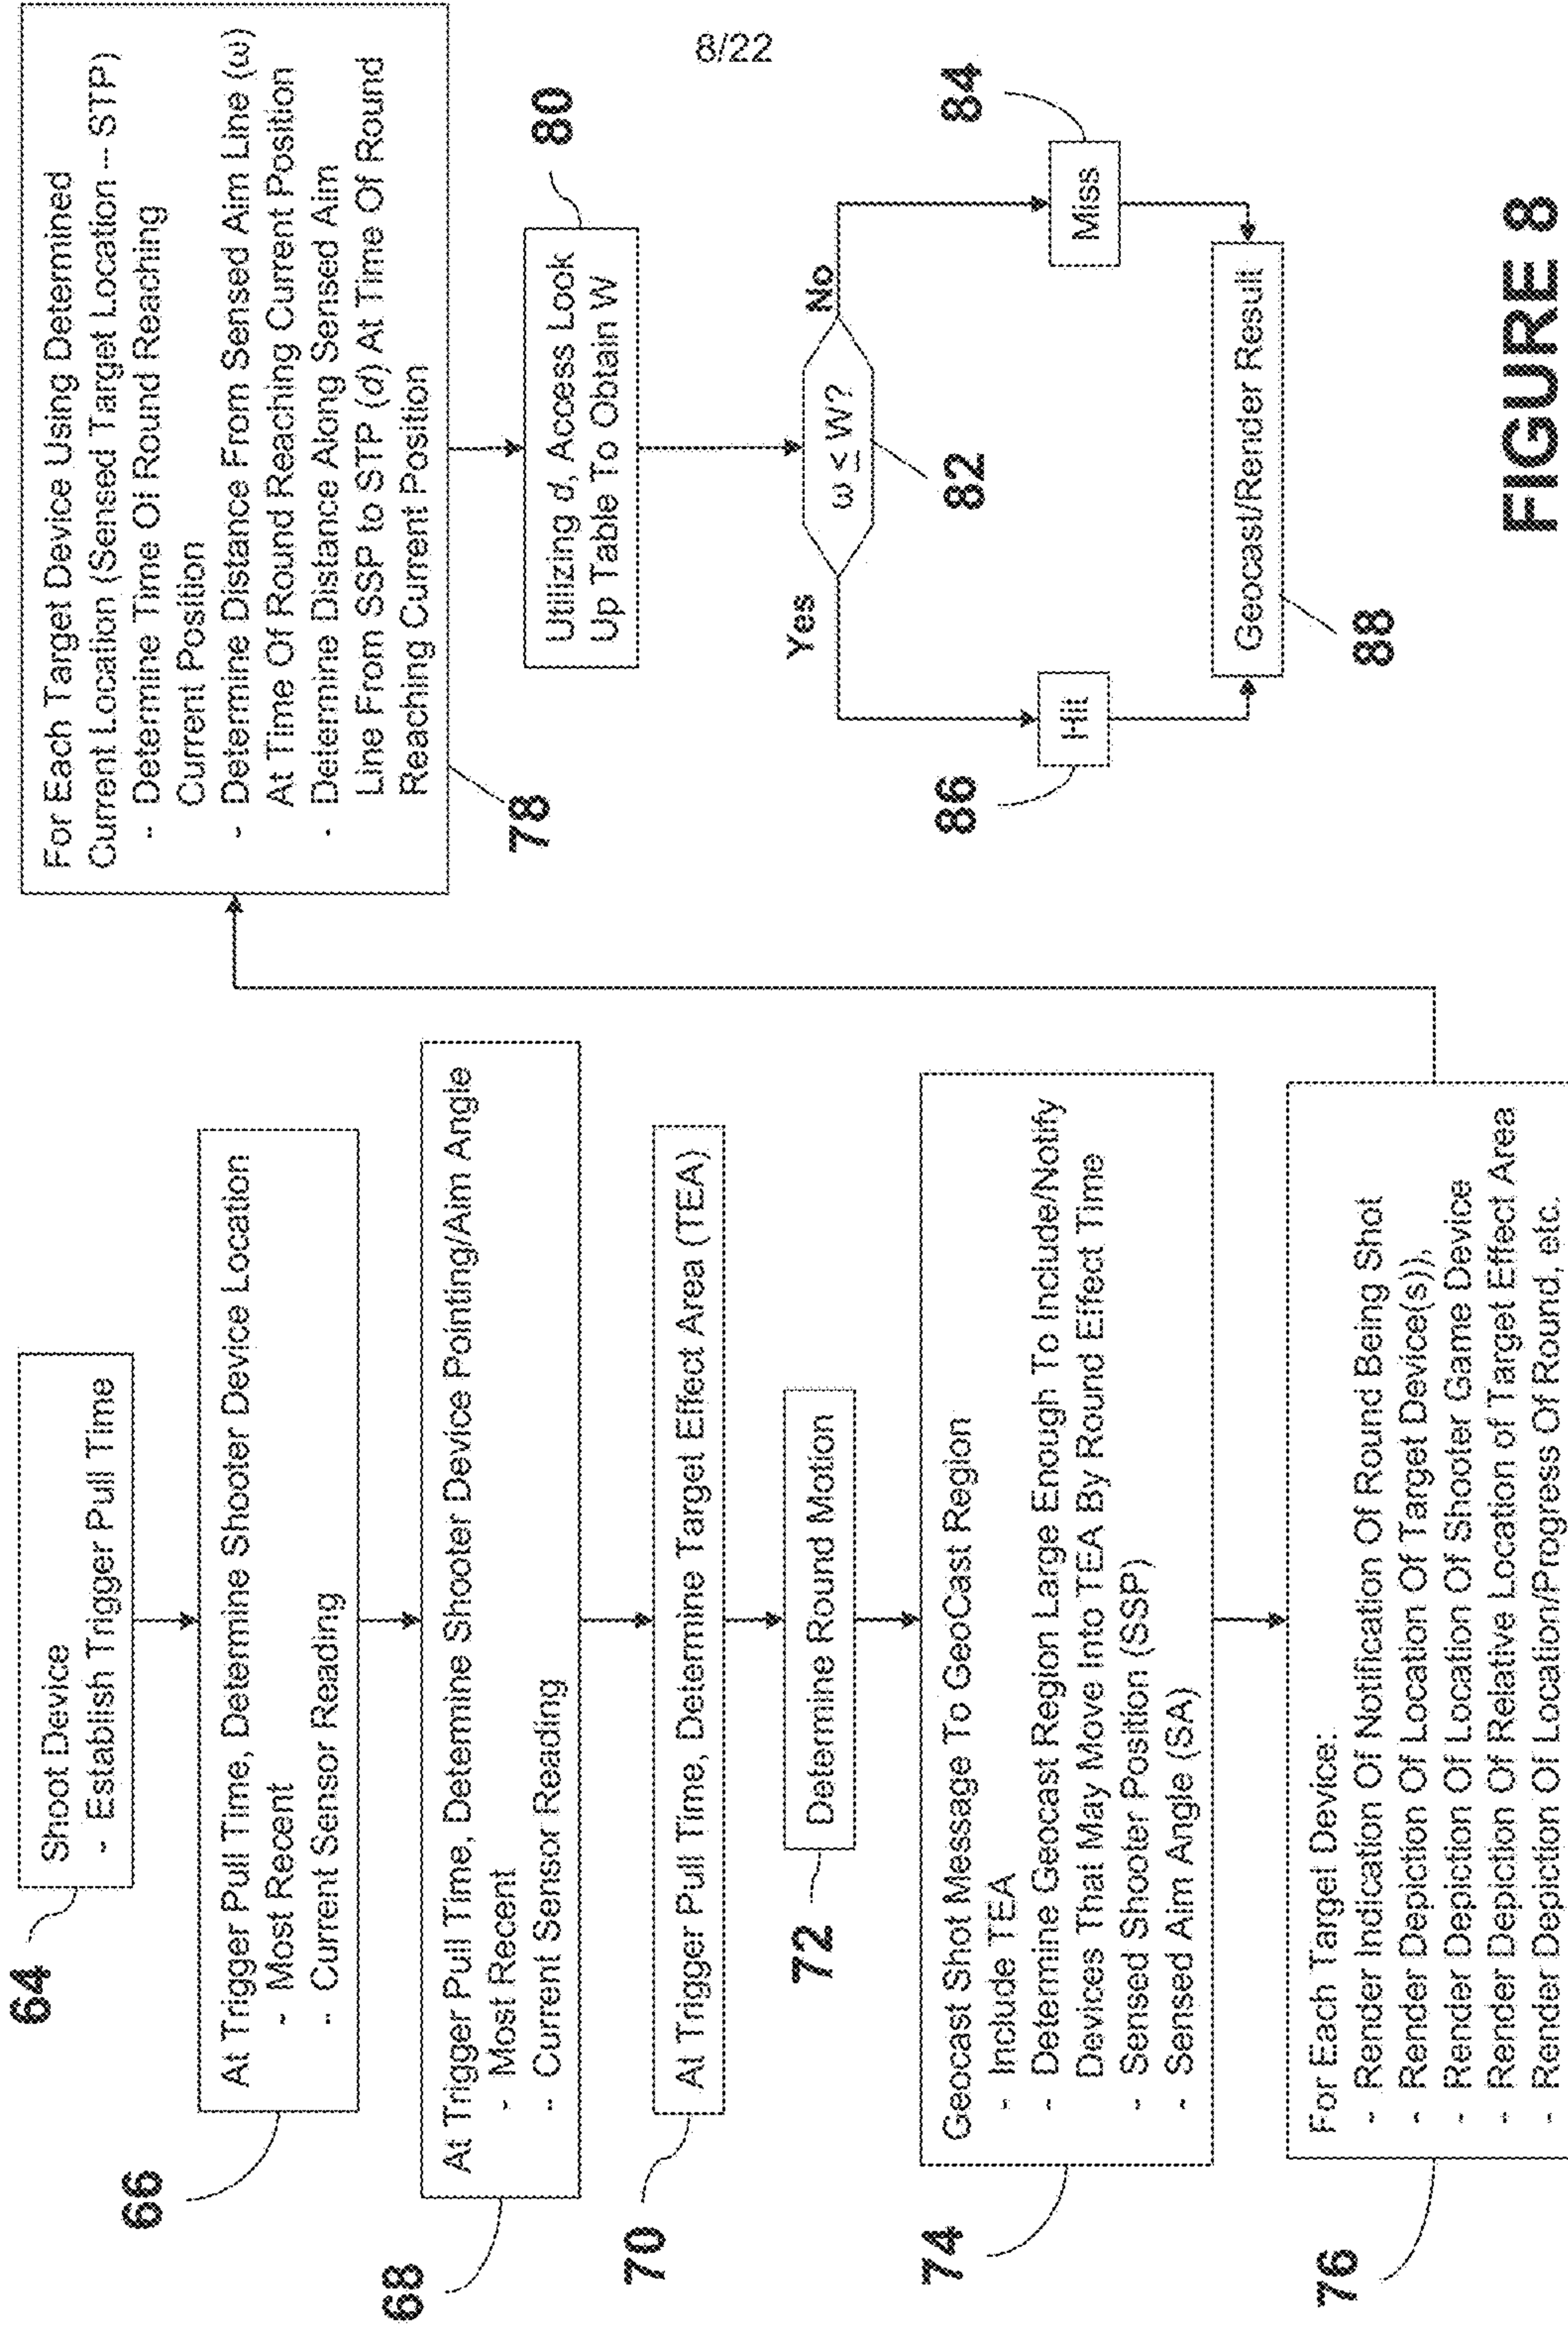 8/22
64
Shoot Device
- Establish Trigger Pull Time
66
At Trigger Pull Time, Determine Shooter Device Location
- Most Recent
- Current Sensor Reading
68
At Trigger Pull Time, Determine Shooter Device Pointing/Aim Angle
- Most Recent
- Current Sensor Reading
70
At Trigger Pull Time, Determine Target Effect Area (TEA)
72
Determine Round Motion
74
Geocast Shot Message To GeoCast Region
- Include TEA
- Determine Geocast Region Large Enough To Include/Notify
Devices That May Move Into TEA By Round Effect Time
- Sensed Shooter Position (SSP)
- Sensed Aim Angle (SA)
76
For Each Target Device:
- Render Indication Of Notification Of Round Being Shot
- Render Depiction Of Location Of Target Device(s)),
- Render Depiction Of Location Of Shooter Game Device
- Render Depiction Of Relative Location of Target Effect Area
- Render Depiction Of Location/Progress Of Round, etc.
For Each Target Device Using Determined
Current Location (Sensed Target Location -- STP)
- Determine Time Of Round Reaching
Current Position
- Determine Distance From Sensed Aim Line (ω)
At Time Of Round Reaching Current Position
- Determine Distance Along Sensed Aim
Line From SSP to STP (d) At Time Of Round
Reaching Current Position
78
80
Utilizing d, Access Look
Up Table To Obtain W
ω ≤ W?
82
Yes
No
86
Hit
84
Miss
Geocast/Render Result
88
FIGURE 8